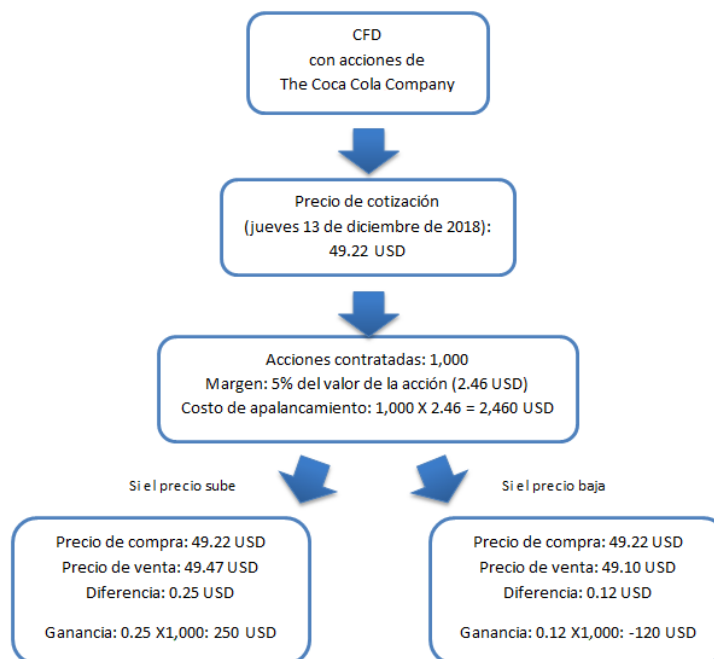 CFD
con acciones de
The Coca Cola Company
Precio de cotización
(jueves 13 de diciembre de 2018):
49.22 USD
Acciones contratadas: 1,000
Margen: 5% del valor de la acción (2.46 USD)
Costo de apalancamiento: 1,000 X 2.46 = 2,460 USD
Si el precio sube
Si el precio baja
Precio de compra: 49.22 USD
Precio de venta: 49.47 USD
Diferencia: 0.25 USD
Ganancia: 0.25 X1,000: 250 USD
Precio de compra: 49.22 USD
Precio de venta: 49.10 USD
Diferencia: 0.12 USD
Ganancia: 0.12 X1,000: -120 USD